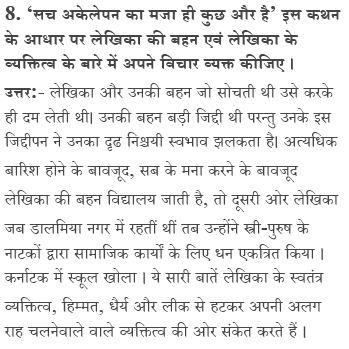 8. ‘सच अकेलेपन का मजा ही कुछ और है’ इस कथन
के आधार पर लेखिका की बहन एवं लेखिका के
व्यक्तित्व के बारे में अपने विचार व्यक्त कीजिए ।
उत्तर:- लेखिका और उनकी बहन जो सोचती थी उसे करके
ही दम लेती थी। उनकी बहन बड़ी जिद्दी थी परन्तु उनके इस
जिद्दीपन ने उनका दृढ निश्चयी स्वभाव झलकता है। अत्यधिक
बारिश होने के बावजूद, सब के मना करने के बावजूद
लेखिका की बहन विद्यालय जाती है, तो दूसरी ओर लेखिका
जब डालमिया नगर में रहतीं थीं तब उन्होंने स्त्री-पुरुष के
नाटकों द्वारा सामाजिक कार्यों के लिए धन एकत्रित किया ।
कर्नाटक में स्कूल खोला । ये सारी बातें लेखिका के स्वतंत्र
व्यक्तित्व, हिम्मत, धैर्य और लीक से हटकर अपनी अलग
राह चलनेवाले वाले व्यक्तित्व की ओर संकेत करते हैं ।